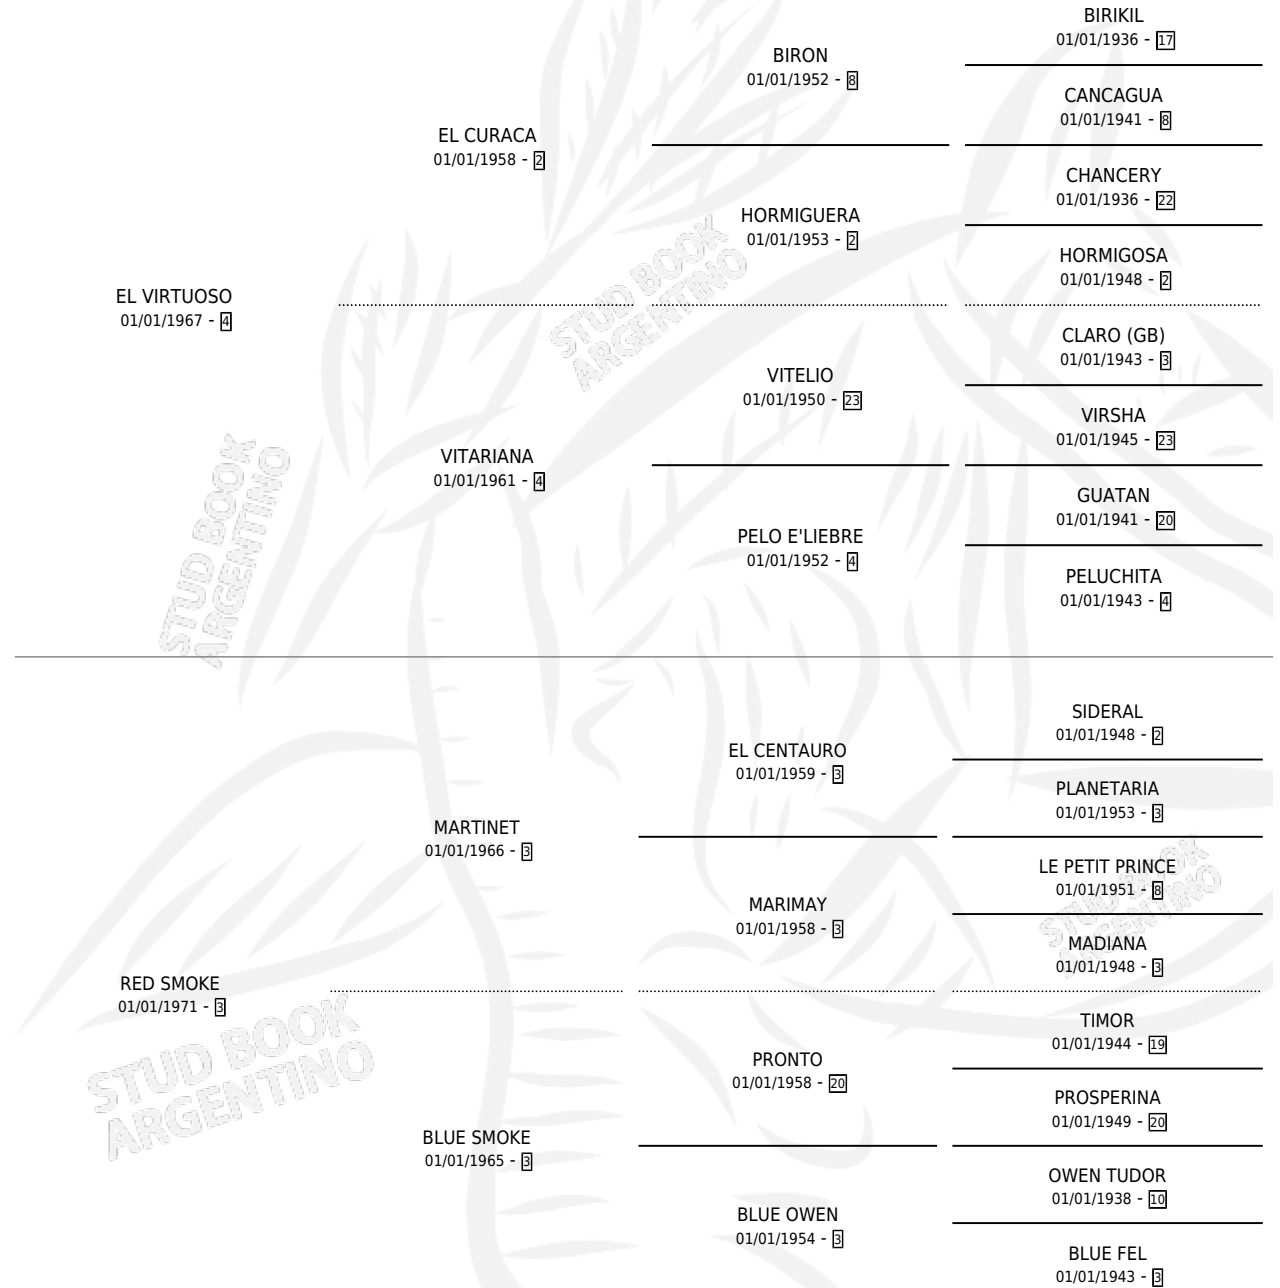 BIRIKIL
01/01/1936 - 17
BIRON
01/01/1952 - 8
CANCAGUA
01/01/1941 - 8
EL CURACA
01/01/1958 - 2
CHANCERY
01/01/1936 - 22
HORMIGUERA
01/01/1953 - 2
HORMIGOSA
01/01/1948 - 2
EL VIRTUOSO
01/01/1967 - 4
STUD BOOK
ARGENTINO
CLARO (GB)
01/01/1943 - 3
VITELIO
01/01/1950 - 23
VIRSHA
01/01/1945 - 23
VITARIANA
01/01/1961 - 4
GUATAN
01/01/1941 - 20
PELO E'LIEBRE
01/01/1952 - 4
PELUCHITA
01/01/1943 - 4
STUD BOOK
ARGENTINO
SIDERAL
01/01/1948 - 2
EL CENTAURO
01/01/1959 - 3
PLANETARIA
01/01/1953 - 3
MARTINET
01/01/1966 - 3
LE PETIT PRINCE
01/01/1951 - 8
MARIMAY
01/01/1958 - 3
STUD BOOK
ARGENTINO
MADIANA
01/01/1948 - 3
RED SMOKE
01/01/1971 - 3
TIMOR
01/01/1944 - 19
PRONTO
01/01/1958 - 20
STUD BOOK
ARGENTINO
PROSPERINA
01/01/1949 - 20
BLUE SMOKE
01/01/1965 - 3
OWEN TUDOR
01/01/1938 - 10
BLUE OWEN
01/01/1954 - 3
BLUE FEL
01/01/1943 - 3